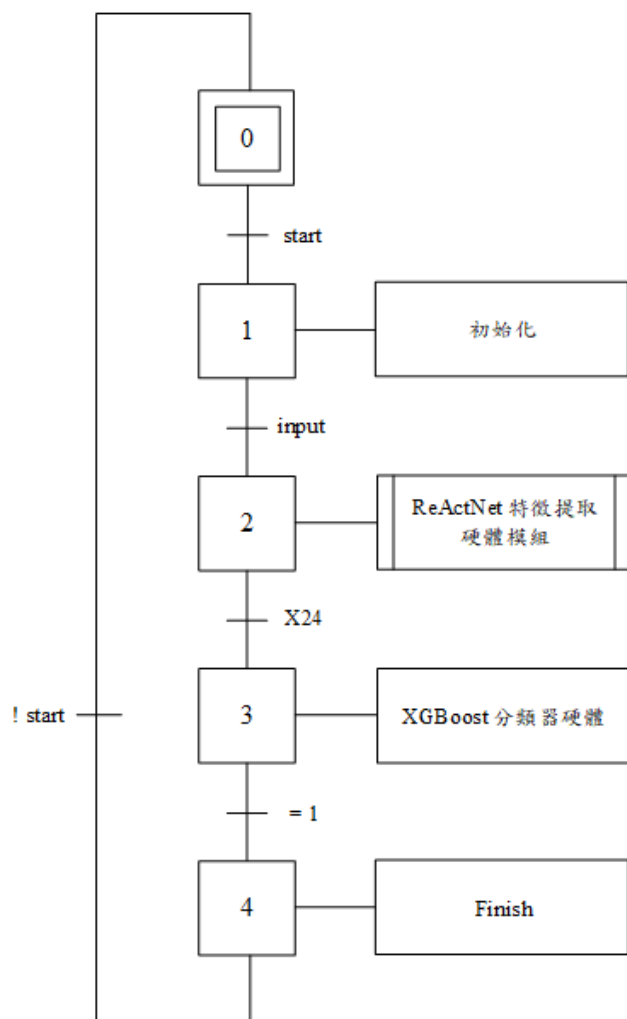 0
start
1
初始化
input
2
ReActNet 特徵提取
硬體模組
X24
! start
3
XGBoost 分類器硬體
= 1
4
Finish